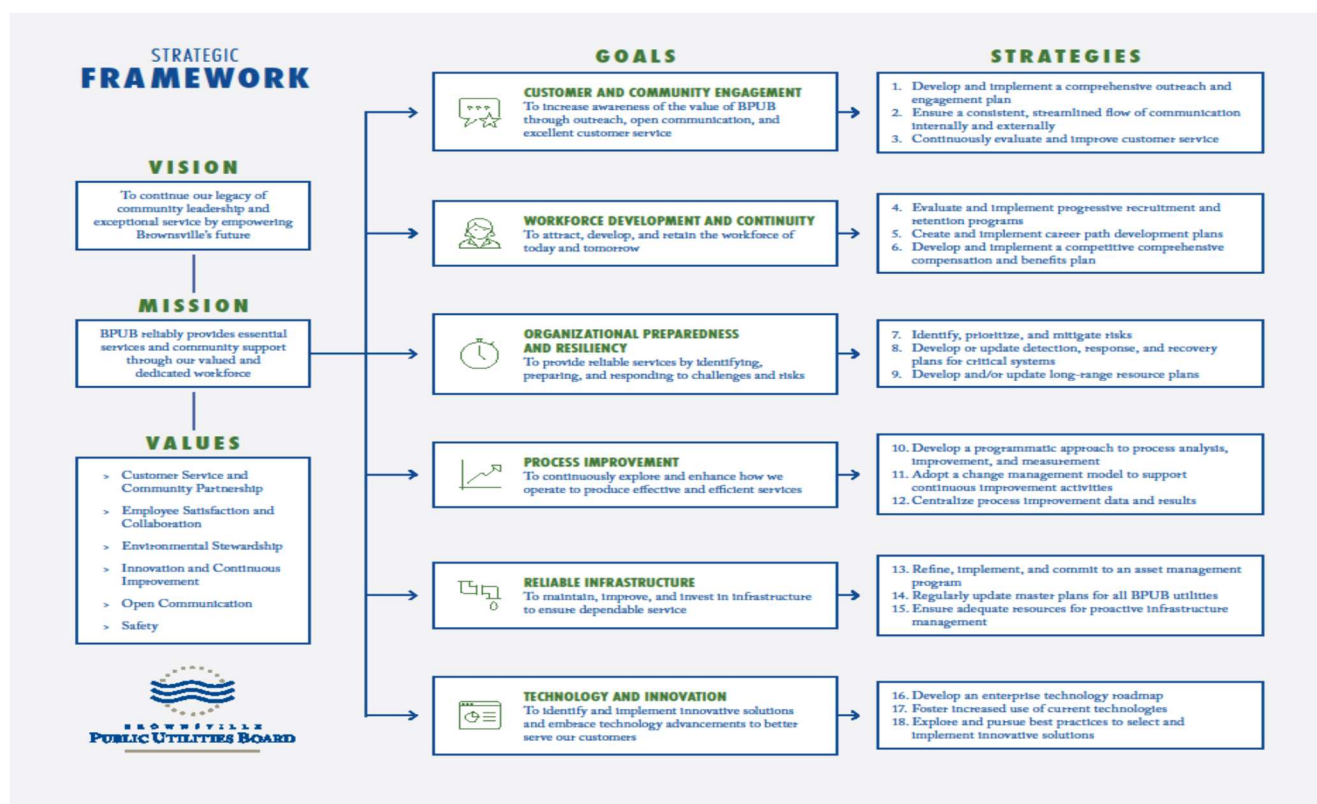 STRATEGIC
FRAMEWORK
VISION
To continue our legacy of
community leadership and
exceptional service by empowering
Brownsville's future
MISSION
BPUB reliably provides essential
services and community support
through our valued and
dedicated workforce
VALUES
> Customer Service and
Community Partnership
> Employee Satisfaction and
Collaboration
> Environmental Stewardship
> Innovation and Continuous
Improvement
> Open Communication
> Safety
BROWNSVILLE
PUBLIC UTILITIES BOARD
GOALS
CUSTOMER AND COMMUNITY ENGAGEMENT
To increase awareness of the value of BPUB
through outreach, open communication, and
excellent customer service
WORKFORCE DEVELOPMENT AND CONTINUITY
To attract, develop, and retain the workforce of
today and tomorrow
ORGANIZATIONAL PREPAREDNESS
AND RESILIENCY
To provide reliable services by identifying,
preparing, and responding to challenges and risks
PROCESS IMPROVEMENT
To continuously explore and enhance how we
operate to produce effective and efficient services
RELIABLE INFRASTRUCTURE
To maintain, improve, and invest in infrastructure
to ensure dependable service
TECHNOLOGY AND INNOVATION
To identify and implement innovative solutions
and embrace technology advancements to better
serve our customers
STRATEGIES
1. Develop and implement a comprehensive outreach and
engagement plan
2. Ensure a consistent, streamlined flow of communication
internally and externally
3. Continuously evaluate and improve customer service
4. Evaluate and implement progressive recruitment and
retention programs
5. Create and implement career path development plans
6. Develop and implement a competitive comprehensive
compensation and benefits plan
7. Identify, prioritize, and mitigate risks
8. Develop or update detection, response, and recovery
plans for critical systems
9. Develop and/or update long-range resource plans
10. Develop a programmatic approach to process analysis,
improvement, and measurement
11. Adopt a change management model to support
continuous improvement activities
12. Centralize process improvement data and results
13. Refine, implement, and commit to an asset management
program
14. Regularly update master plans for all BPUB utilities
15. Ensure adequate resources for proactive infrastructure
management
16. Develop an enterprise technology roadmap
17. Foster increased use of current technologies
18. Explore and pursue best practices to select and
implement innovative solutions